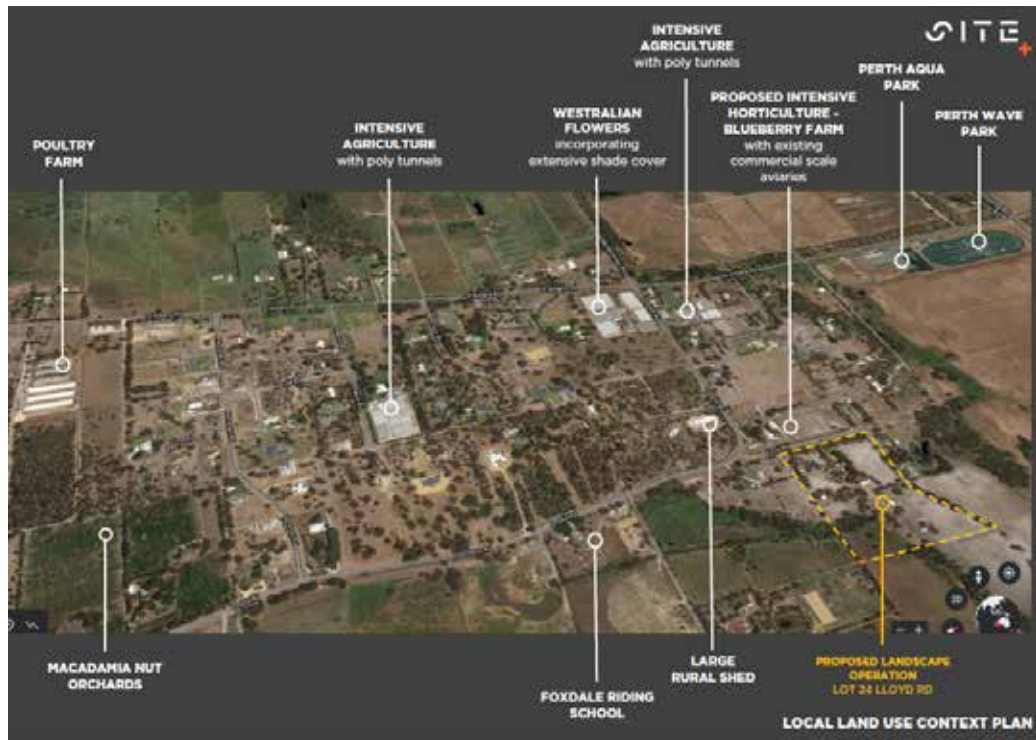 SITE+
INTENSIVE
AGRICULTURE
with poly tunnels
PERTH AQUA
PARK
PERTH WAVE
PARK
PROPOSED INTENSIVE
HORTICULTURE -
BLUEBERRY FARM
with existing
commercial scale
aviaries
WESTRALIAN
FLOWERS
incorporating
extensive shade cover
INTENSIVE
AGRICULTURE
with poly tunnels
POULTRY
FARM
2D
MACADAMIA NUT
ORCHARDS
FOXDALE RIDING
SCHOOL
LARGE
RURAL SHED
PROPOSED LANDSCAPE
OPERATION
LOT 24 LLOYD RD
LOCAL LAND USE CONTEXT PLAN